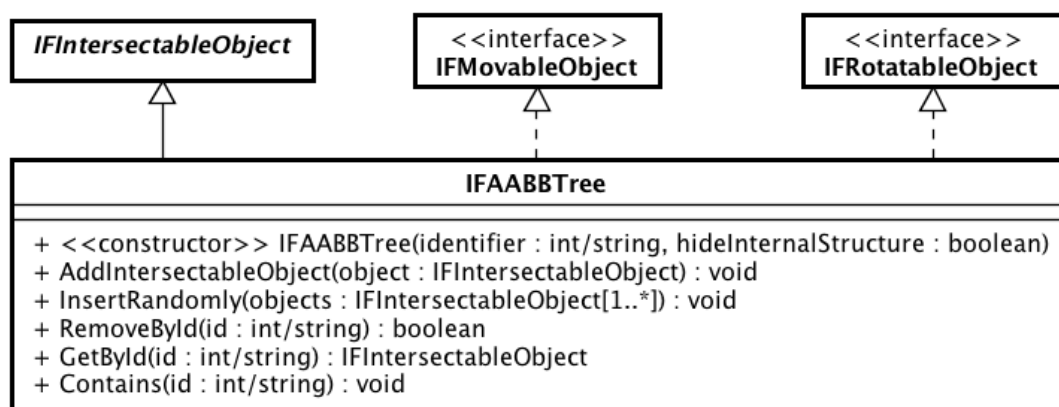 IFIntersectableObject
<<interface>>
IFMovableObject
<<interface>>
IFRotatableObject
IFAABBTree
+ <<constructor>> IFAABBTree(identifier : int/string, hideInternalStructure : boolean)
+ AddIntersectableObject(object : IFIntersectableObject) : void
+ InsertRandomly(objects : IFIntersectableObject[1..*]) : void
+ RemoveById(id : int/string) : boolean
+ GetById(id : int/string) : IFIntersectableObject
+ Contains(id : int/string) : void